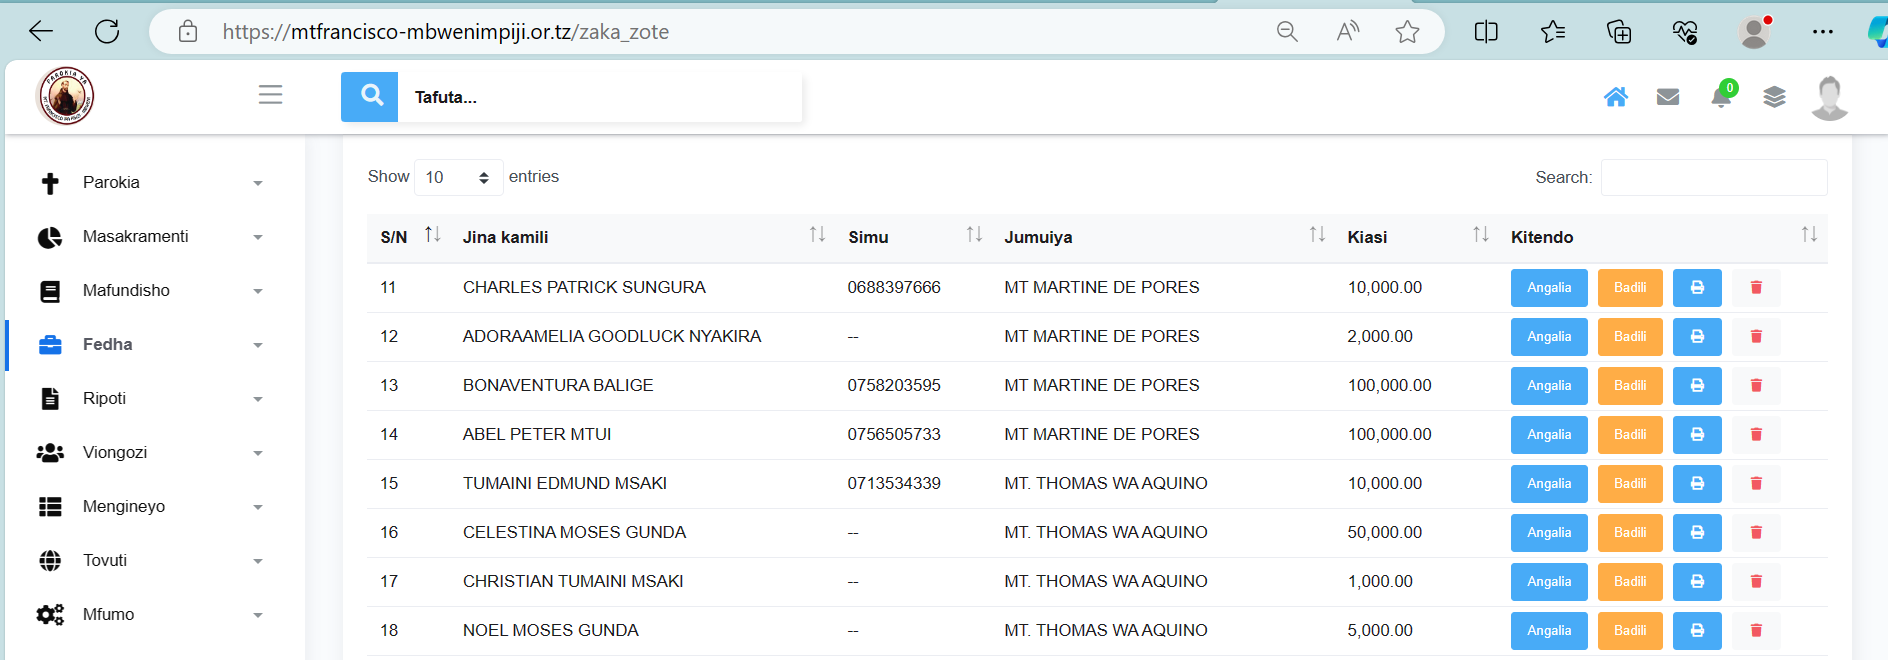 https://mtfrancisco-mbwenimpiji.or.tz/zaka_zote
PAROKIA YA
Tafuta...
0
Parokia
Masakramenti
Mafundisho
Fedha
Ripoti
Viongozi
Mengineyo
Tovuti
Mfumo
Show 10 entries
Search:
S/N Jina kamili Simu Jumuiya Kiasi Kitendo
11 CHARLES PATRICK SUNGURA 0688397666 MT MARTINE DE PORES 10,000.00 Angalia Badili
12 ADORAAMELIA GOODLUCK NYAKIRA -- MT MARTINE DE PORES 2,000.00 Angalia Badili
13 BONAVENTURA BALIGE 0758203595 MT MARTINE DE PORES 100,000.00 Angalia Badili
14 ABEL PETER MTUI 0756505733 MT MARTINE DE PORES 100,000.00 Angalia Badili
15 TUMAINI EDMUND MSAKI 0713534339 MT. THOMAS WA AQUINO 10,000.00 Angalia Badili
16 CELESTINA MOSES GUNDA -- MT. THOMAS WA AQUINO 50,000.00 Angalia Badili
17 CHRISTIAN TUMAINI MSAKI -- MT. THOMAS WA AQUINO 1,000.00 Angalia Badili
18 NOEL MOSES GUNDA -- MT. THOMAS WA AQUINO 5,000.00 Angalia Badili